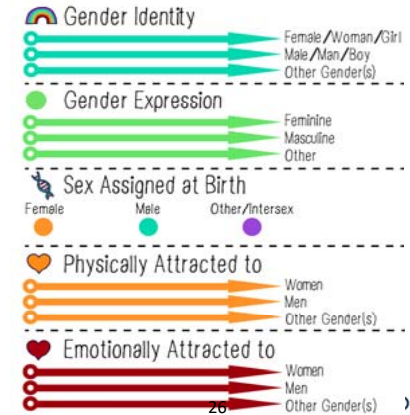 Gender Identity
Female/Woman/Girl
Male/Man/Boy
Other Gender(s)
Gender Expression
Feminine
Masculine
Other
Sex Assigned at Birth
Female Male Other/Intersex
Physically Attracted to
Women
Men
Other Gender(s)
Emotionally Attracted to
Women
Men
Other Gender(s)
26